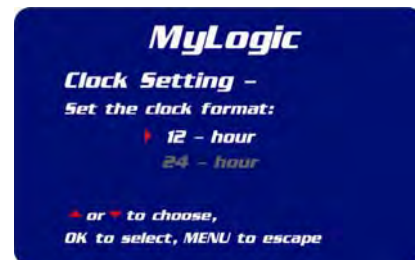 MyLogic
Clock Setting –
Set the clock format:
12 – hour
24 – hour
or to choose,
OK to select, MENU to escape